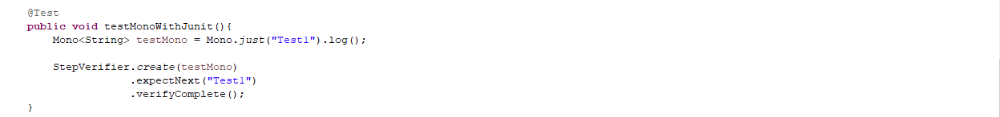 @Test
public void testMonoWithJunit(){
    Mono<String> testMono = Mono.just("Test1").log();

    StepVerifier.create(testMono)
                .expectNext("Test1")
                .verifyComplete();
}